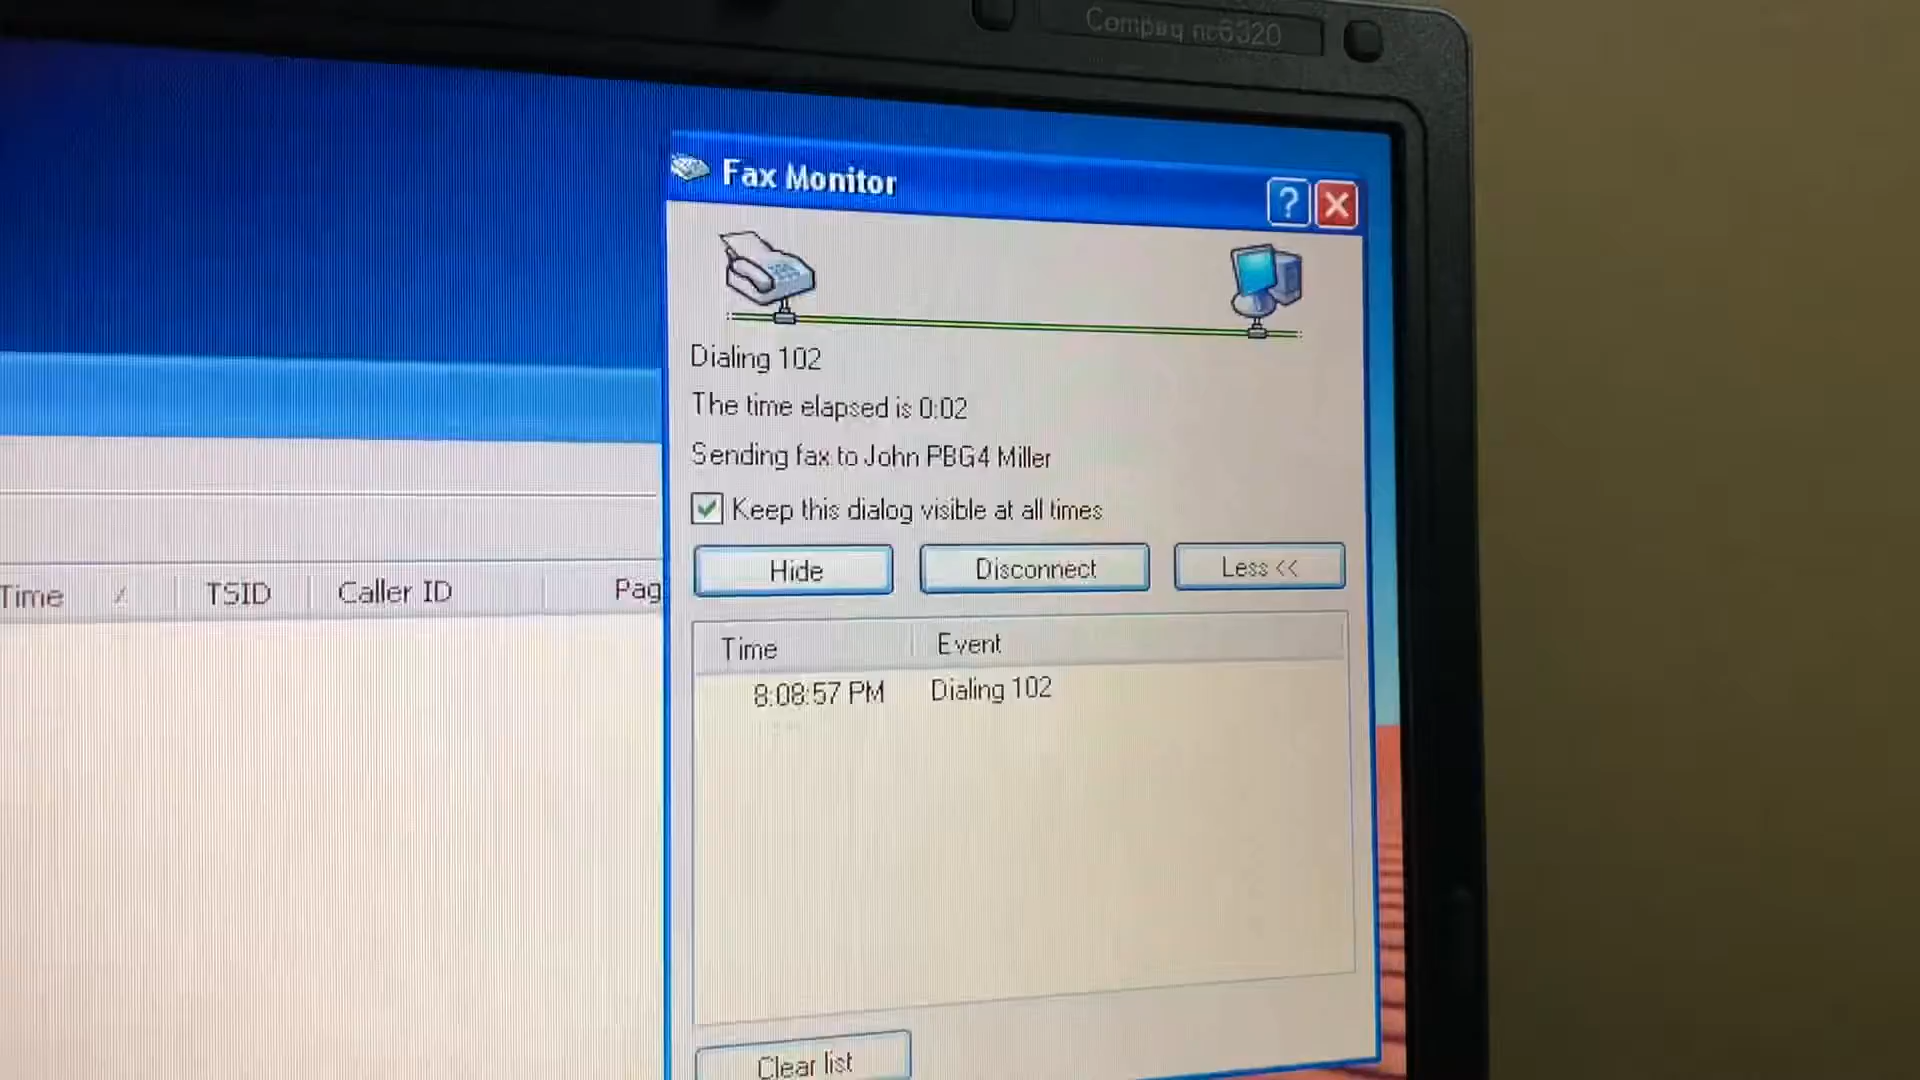 Compaq nc6320
Fax Monitor
?
Dialing 102
The time elapsed is 0:02
Sending fax to John PBG4 Miller
Keep this dialog visible at all times
Hide Disconnect Less <<
Time TSID Caller ID Pag
Time Event
8:08:57 PM Dialing 102
Clear list